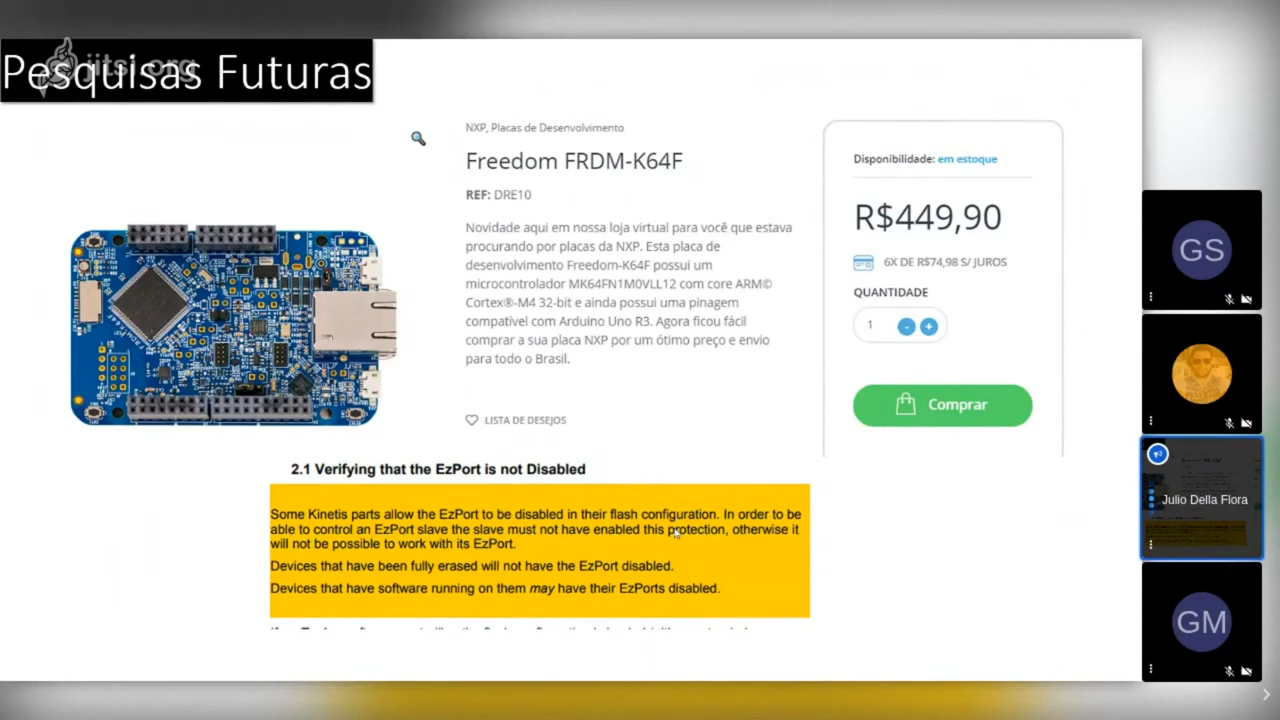 jitsi.org
Pesquisas Futuras
NXP, Placas de Desenvolvimento
Freedom FRDM-K64F
REF: DRE10
Novidade aqui em nossa loja virtual para você que estava
procurando por placas da NXP. Esta placa de
desenvolvimento Freedom-K64F possui um
microcontrolador MK64FN1M0VLL12 com core ARM©
Cortex®-M4 32-bit e ainda possui uma pinagem
compatível com Arduino Uno R3. Agora ficou fácil
comprar a sua placa NXP por um ótimo preço e envio
para todo o Brasil.
LISTA DE DESEJOS
Disponibilidade: em estoque
R$449,90
6X DE R$74,98 S/ JUROS
QUANTIDADE
1 - +
Comprar
2.1 Verifying that the EzPort is not Disabled
Some Kinetis parts allow the EzPort to be disabled in their flash configuration. In order to be
able to control an EzPort slave the slave must not have enabled this protection, otherwise it
will not be possible to work with its EzPort.
Devices that have been fully erased will not have the EzPort disabled.
Devices that have software running on them may have their EzPorts disabled.
GS
Julio Della Flora
GM